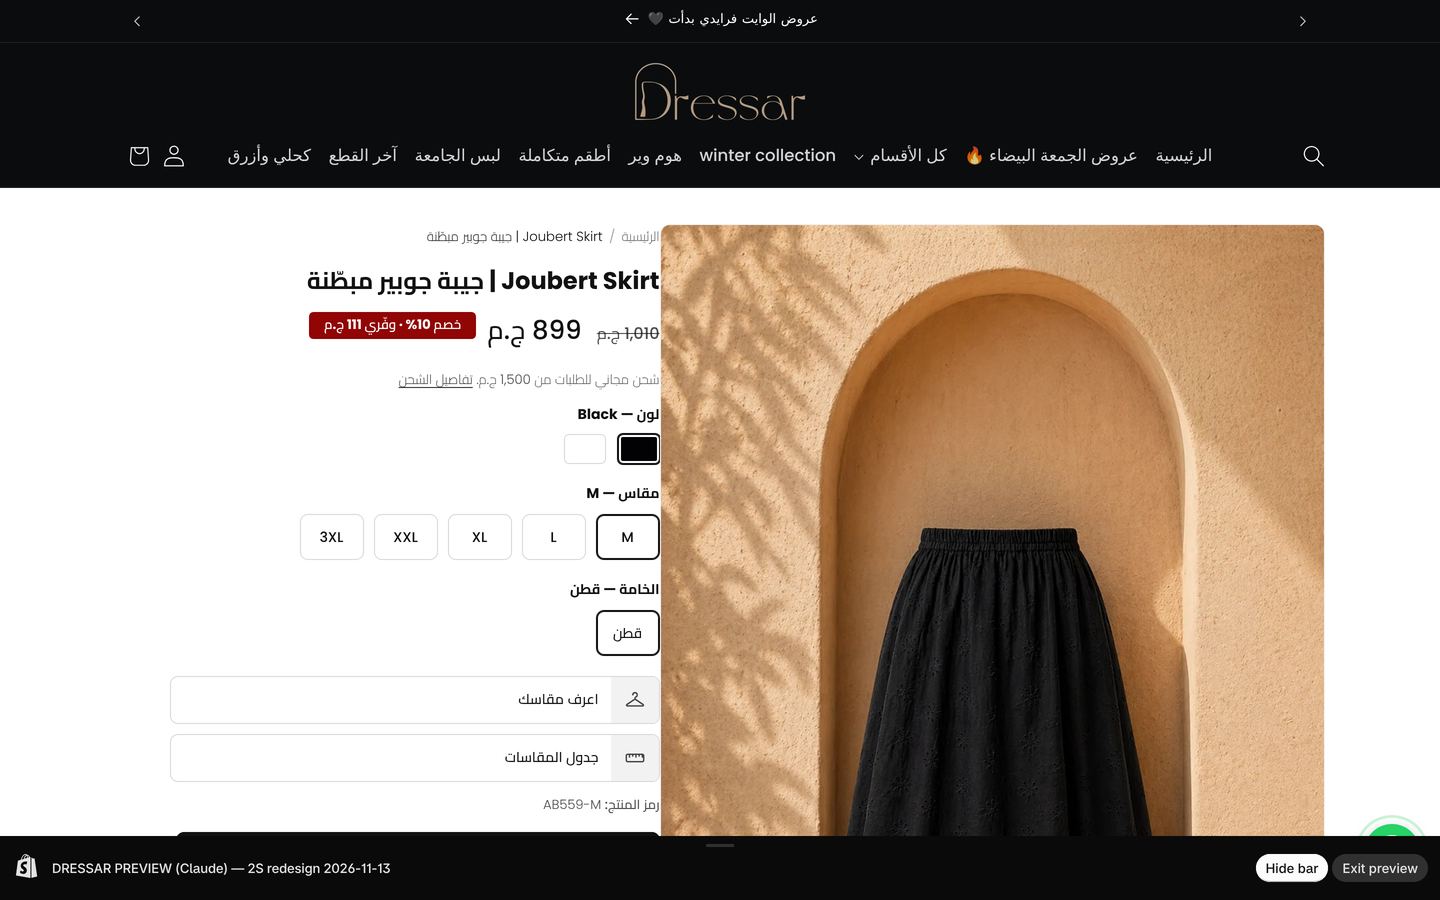 عروض الوايت فرايدي بدأت 🖤 ←
Dressar
الرئيسية عروض الجمعة البيضاء 🔥 كل الأقسام winter collection هوم وير أطقم متكاملة لبس الجامعة آخر القطع كحلي وأزرق
الرئيسية / Joubert Skirt | جيبة جوبير مبطّنة
Joubert Skirt | جيبة جوبير مبطّنة
1,010 ج.م 899 ج.م خصم 10% · وفّري 111 ج.م
شحن مجاني للطلبات من 1,500 ج.م. تفاصيل الشحن
لون — Black
مقاس — M
M L XL XXL 3XL
الخامة — قطن
قطن
اعرف مقاسك
جدول المقاسات
رمز المنتج: AB559-M
DRESSAR PREVIEW (Claude) — 2S redesign 2026-11-13 Hide bar Exit preview